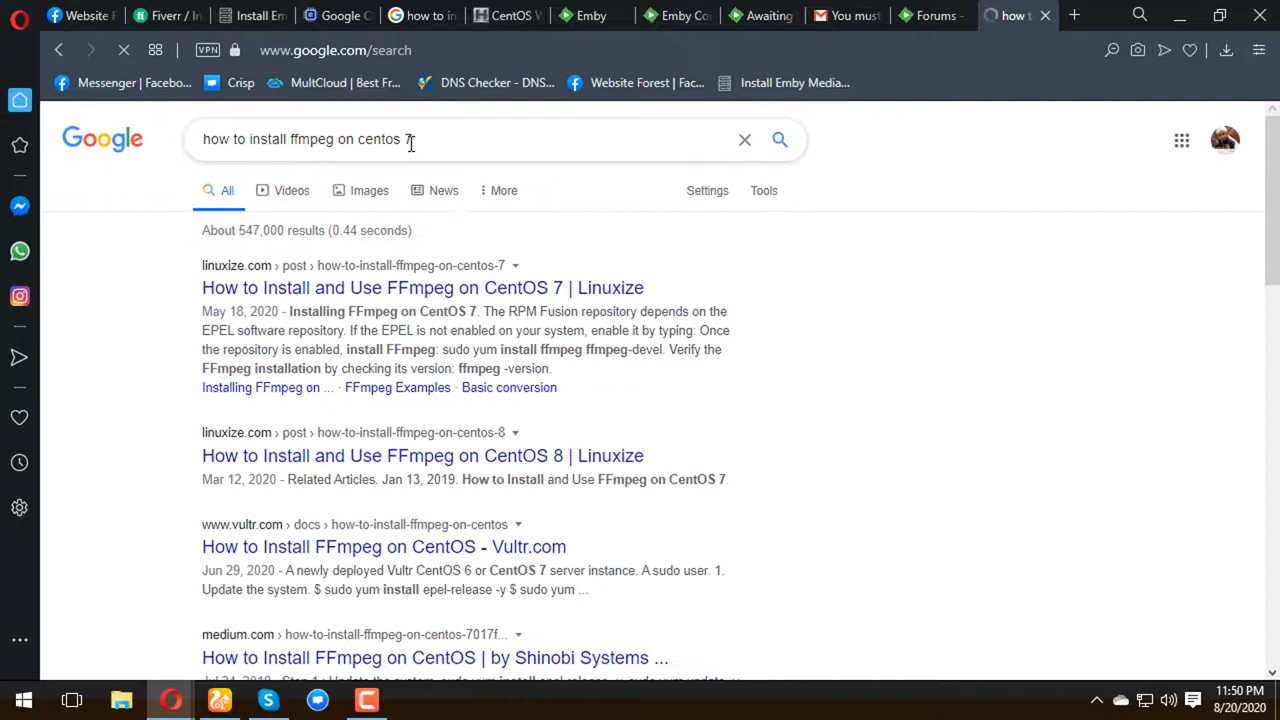 Website F
Fiverr / In
Install Em
Google C
how to in
CentOS V
Emby
Emby Con
Awaiting
You must
Forums -
how to
VPN
www.google.com/search
Messenger | Faceboo...
Crisp
MultCloud | Best Fr...
DNS Checker - DNS...
Website Forest | Fac...
Install Emby Media...
Google
how to install ffmpeg on centos 7
All
Videos
Images
News
More
Settings
Tools
About 547,000 results (0.44 seconds)
linuxize.com › post › how-to-install-ffmpeg-on-centos-7
How to Install and Use FFmpeg on CentOS 7 | Linuxize
May 18, 2020 - Installing FFmpeg on CentOS 7. The RPM Fusion repository depends on the
EPEL software repository. If the EPEL is not enabled on your system, enable it by typing: Once
the repository is enabled, install FFmpeg: sudo yum install ffmpeg ffmpeg-devel. Verify the
FFmpeg installation by checking its version: ffmpeg -version.
Installing FFmpeg on ... · FFmpeg Examples · Basic conversion
linuxize.com › post › how-to-install-ffmpeg-on-centos-8
How to Install and Use FFmpeg on CentOS 8 | Linuxize
Mar 12, 2020 - Related Articles. Jan 13, 2019. How to Install and Use FFmpeg on CentOS 7.
www.vultr.com › docs › how-to-install-ffmpeg-on-centos
How to Install FFmpeg on CentOS - Vultr.com
Jun 29, 2020 - A newly deployed Vultr CentOS 6 or CentOS 7 server instance. A sudo user. 1.
Update the system. $ sudo yum install epel-release -y $ sudo yum ...
medium.com › how-to-install-ffmpeg-on-centos-7017f...
How to Install FFmpeg on CentOS | by Shinobi Systems ...
11:50 PM
8/20/2020